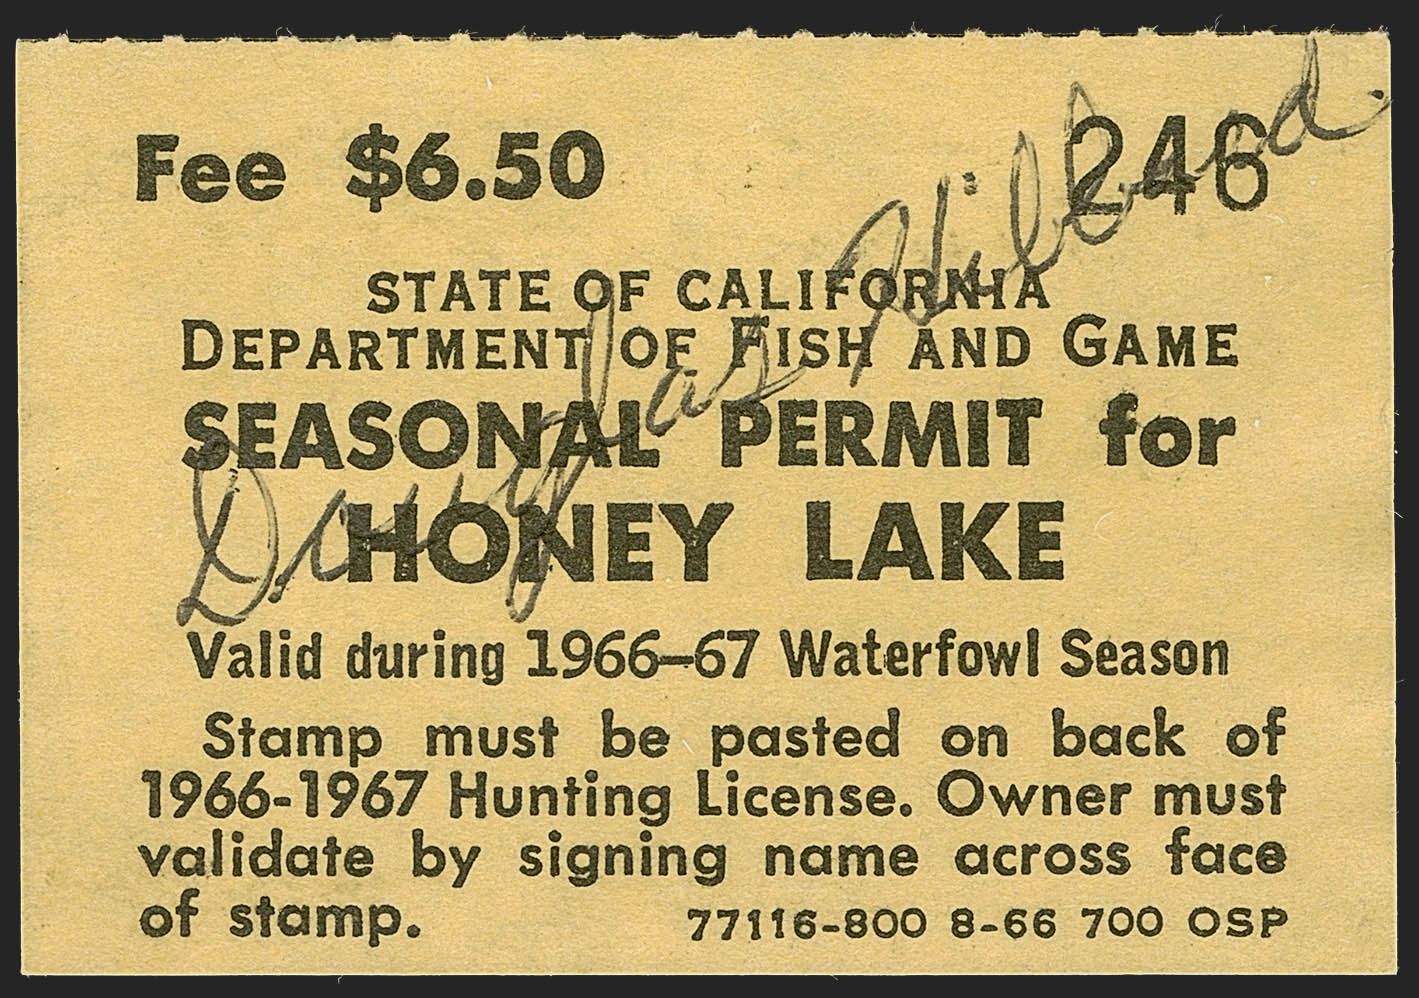 Fee $6.50 246
STATE OF CALIFORNIA
DEPARTMENT OF FISH AND GAME
SEASONAL PERMIT for
HONEY LAKE
Valid during 1966–67 Waterfowl Season
Stamp must be pasted on back of
1966-1967 Hunting License. Owner must
validate by signing name across face
of stamp. 77116-800 8-66 700 OSP
Douglas Hilbard.